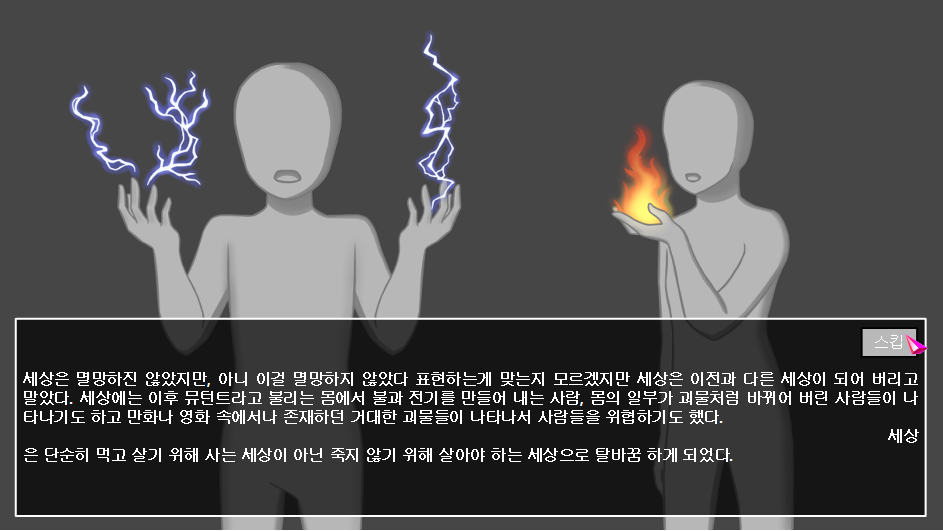 스킵
세상은 멸망하진 않았지만, 아니 이걸 멸망하지 않았다 표현하는게 맞는지 모르겠지만 세상은 이전과 다른 세상이 되어 버리고
말았다. 세상에는 이후 뮤턴트라고 불리는 몸에서 불과 전기를 만들어 내는 사람, 몸의 일부가 괴물처럼 바뀌어 버린 사람들이 나
타나기도 하고 만화나 영화 속에서나 존재하던 거대한 괴물들이 나타나서 사람들을 위협하기도 했다.
세상
은 단순히 먹고 살기 위해 사는 세상이 아닌 죽지 않기 위해 살아야 하는 세상으로 탈바꿈 하게 되었다.